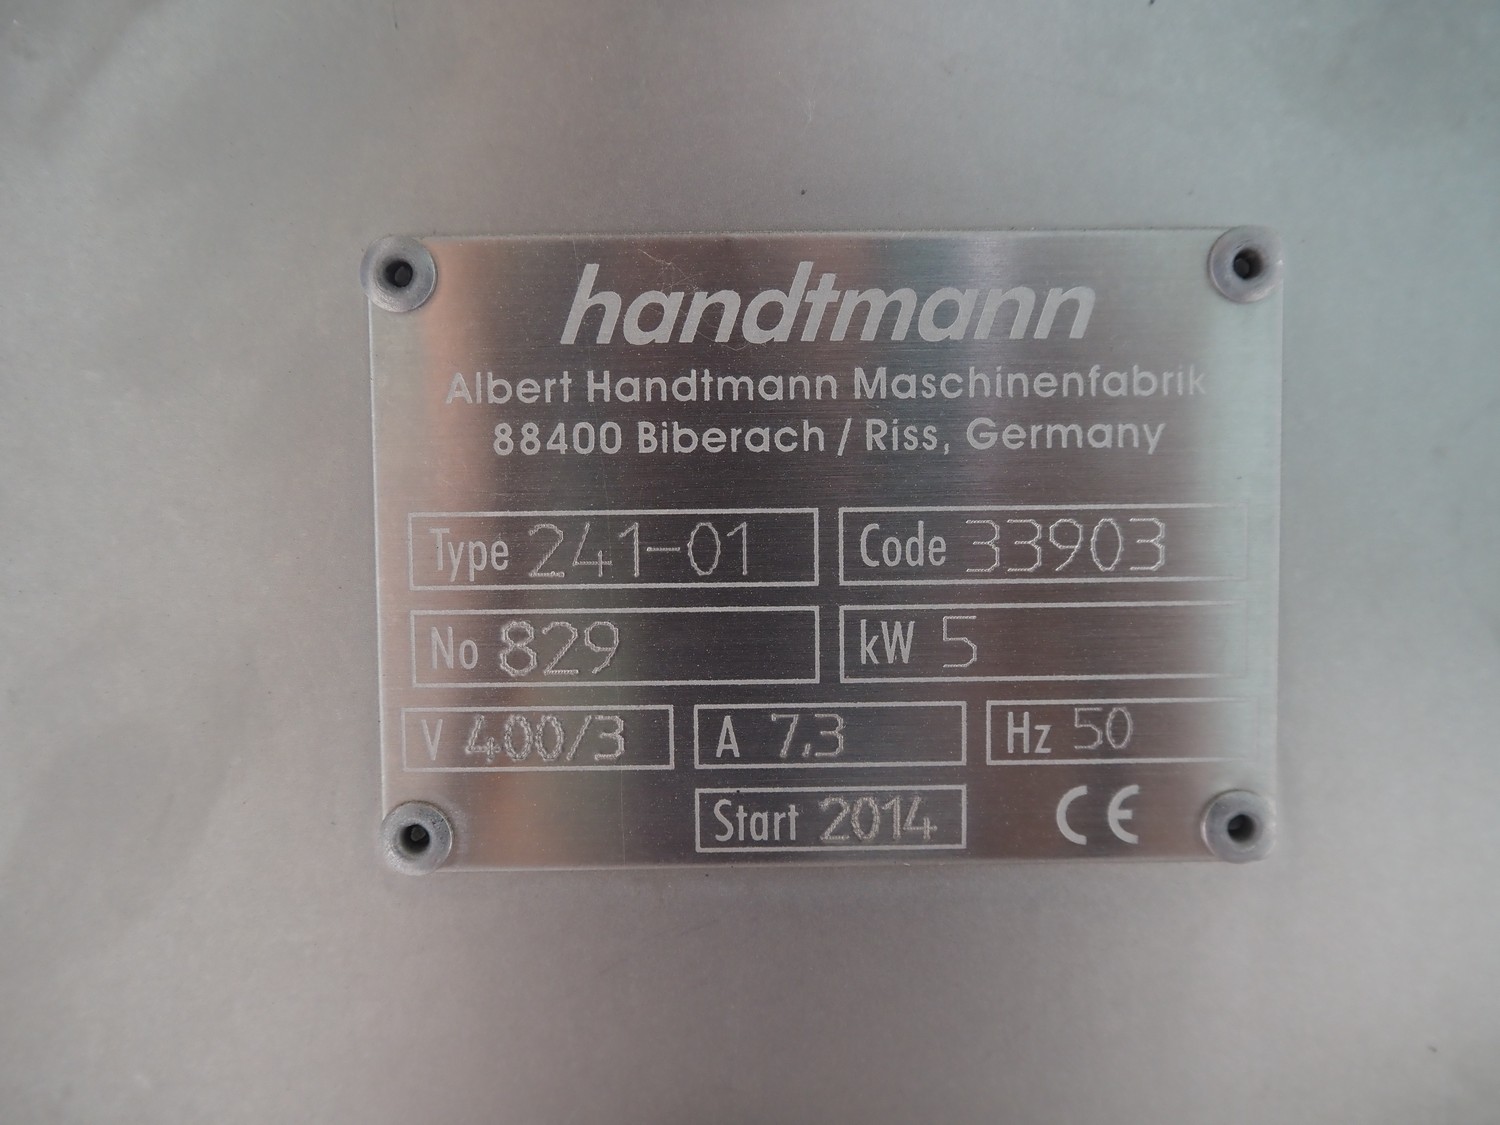 handtmann
Albert Handtmann Maschinenfabrik
88400 Biberach / Riss, Germany
Type 241-01 Code 33903
No 829 kW 5
V 400/3 A 7,3 Hz 50
Start 2014 CE